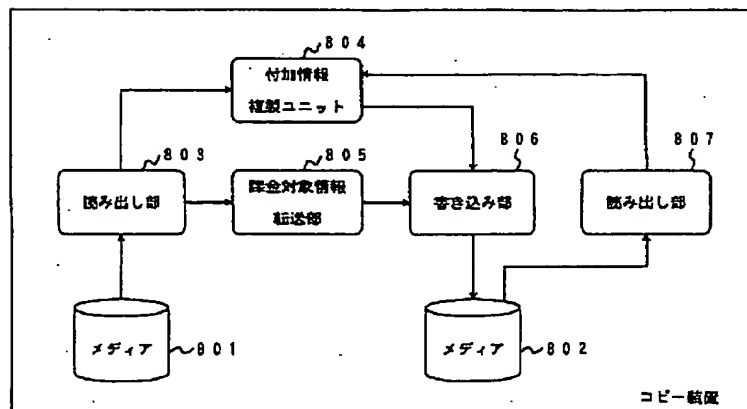 804
付加情報
複製ユニット
803
805
806
807
読み出し部
課金対象情報
転送部
書き込み部
読み出し部
メディア
801
メディア
802
コピー装置